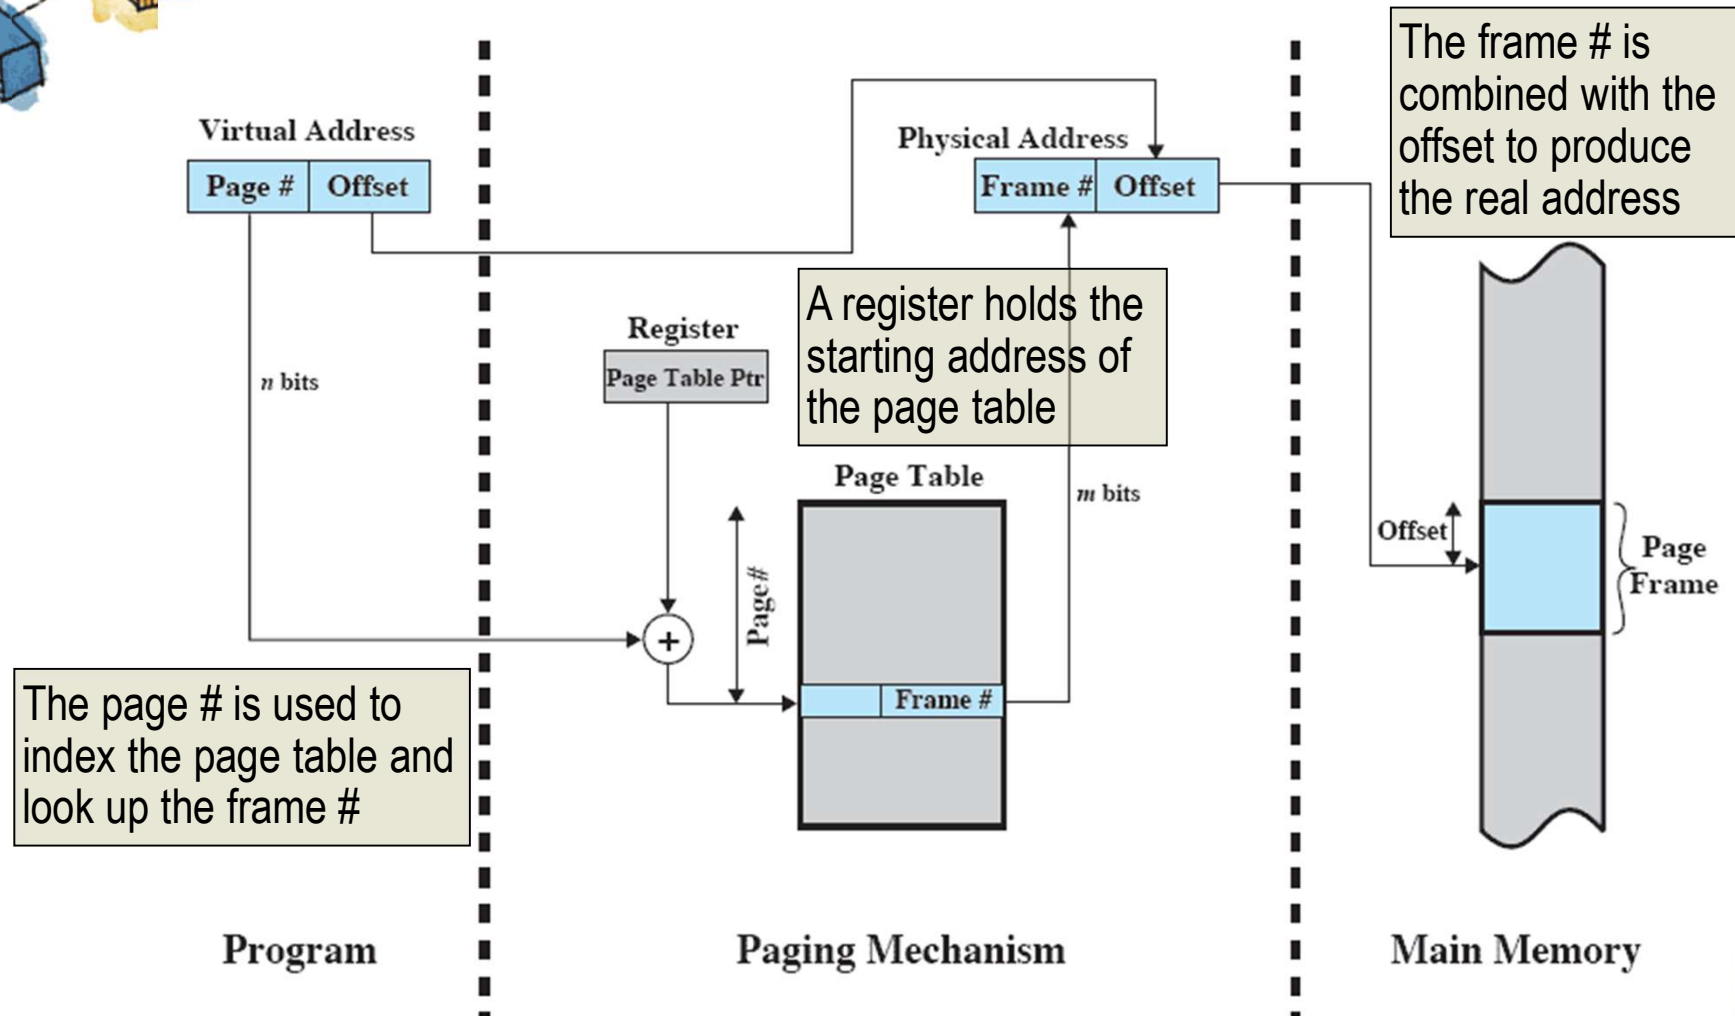 The frame # is
combined with the
offset to produce
the real address
Virtual Address
Page # Offset
Physical Address
Frame # Offset
n bits
Register
Page Table Ptr
A register holds the
starting address of
the page table
Page Table
m bits
Page#
+
Frame #
Offset
Page
Frame
The page # is used to
index the page table and
look up the frame #
Program
Paging Mechanism
Main Memory